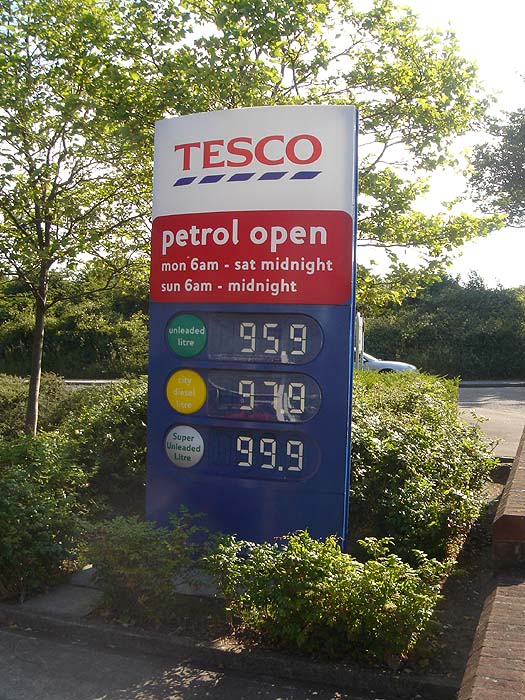 TESCO
petrol open
mon 6am - sat midnight
sun 6am - midnight
unleaded
litre
95.9
city
diesel
litre
97.9
Super
Unleaded
Litre
99.9